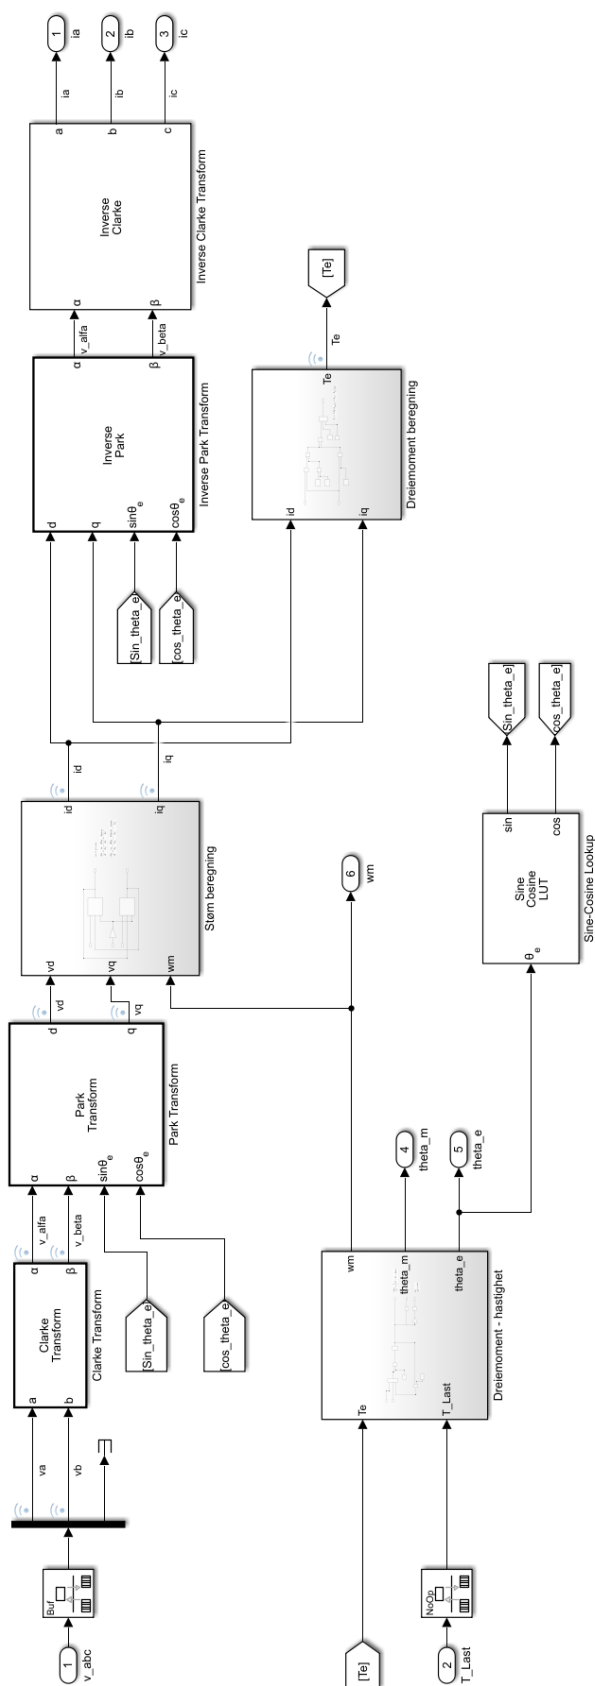 1
v_abc
Buf
va
vb
a
b
Clarke
Transform
α
β
Clarke Transform
v_alfa
v_beta
[Sin_theta_e]
[cos_theta_e]
α
β
sinθe
cosθe
Park
Transform
d
q
Park Transform
vd
vq
vd
vq
wm
id
iq
Støm beregning
id
iq
[Sin_theta_e]
[cos_theta_e]
d
q
sinθe
cosθe
Inverse
Park
α
β
Inverse Park Transform
v_alfa
v_beta
α
β
Inverse
Clarke
a
b
c
Inverse Clarke Transform
ia
ib
ic
1
ia
2
ib
3
ic
id
iq
Te
Dreiemoment beregning
Te
[Te]
[Te]
2
T_Last
NoOp
Te
T_Last
wm
theta_m
theta_e
Dreiemoment - hastighet
6
wm
4
theta_m
5
theta_e
θe
Sine
Cosine
LUT
sin
cos
Sine-Cosine Lookup
[Sin_theta_e]
[cos_theta_e]